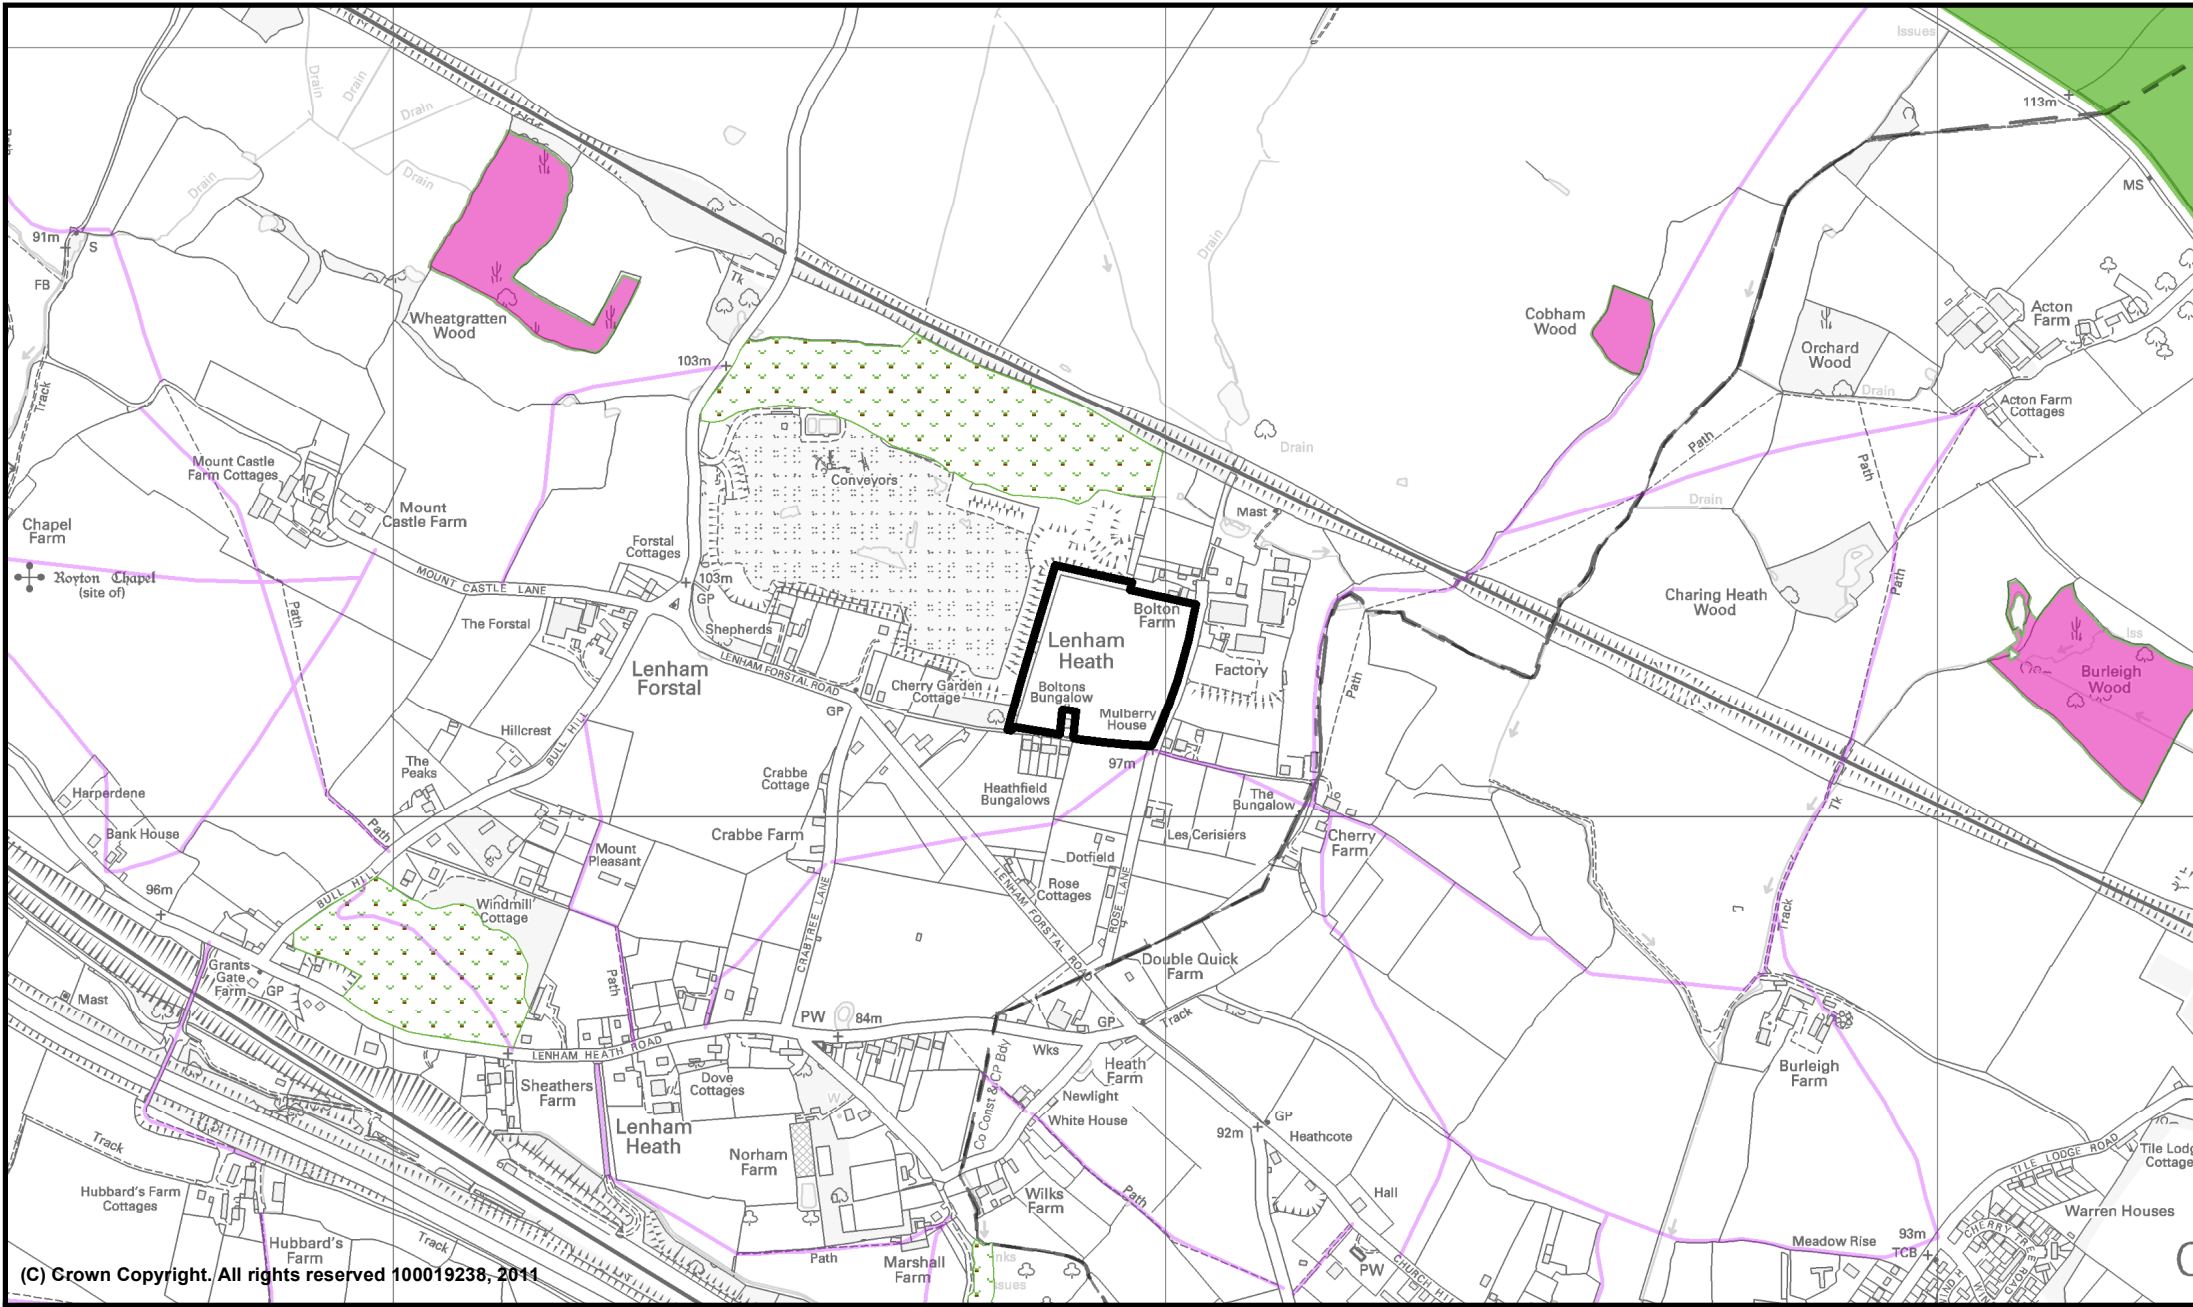 Issues
113m
MS
Drain
Drain
Drain
Drain
Drain
91m
S
FB
Track
Tk
Drain
Wheatgratten
Wood
103m
Cobham
Wood
Orchard
Wood
Acton
Farm
Drain
Acton Farm
Cottages
Path
Path
Drain
Drain
Mount Castle
Farm Cottages
Mount
Castle Farm
Chapel
Farm
Conveyors
Mast
Forstal
Cottages
Royton Chapel
(site of)
MOUNT CASTLE LANE
103m
GP
Path
The Forstal
Shepherds
LENHAM FORSTAL ROAD
Lenham
Forstal
Cherry Garden
Cottage
GP
Bolton
Farm
Lenham
Heath
Boltons
Bungalow
Mulberry
House
Factory
Path
Charing Heath
Wood
Path
Iss
Burleigh
Wood
Hillcrest
BULL HILL
The
Peaks
Crabbe
Cottage
97m
Heathfield
Bungalows
The
Bungalow
Harperdene
Bank House
Path
Crabbe Farm
Les Cerisiers
Cherry
Farm
Tk
Mount
Pleasant
Dotfield
Rose
Cottages
96m
BULL HILL
Windmill
Cottage
CRABTREE LANE
LENHAM FORSTAL ROAD
ROSE LANE
Track
Grants
Gate
Farm
GP
Path
Double Quick
Farm
Mast
PW
84m
GP
Track
LENHAM HEATH ROAD
Wks
Co Const & CP Bdy
Heath
Farm
Sheathers
Farm
Dove
Cottages
W
Newlight
White House
Burleigh
Farm
Lenham
Heath
GP
92m
Heathcote
Track
Norham
Farm
TILE LODGE ROAD
Tile Lodg
Cottage
Hubbard's Farm
Cottages
Wilks
Farm
Path
Hall
Warren Houses
Hubbard's
Farm
Track
Path
Marshall
Farm
PW
CHURCH HI
Meadow Rise
93m
TCB
CHERRY TREE
ROAD
(C) Crown Copyright. All rights reserved 100019238, 2011